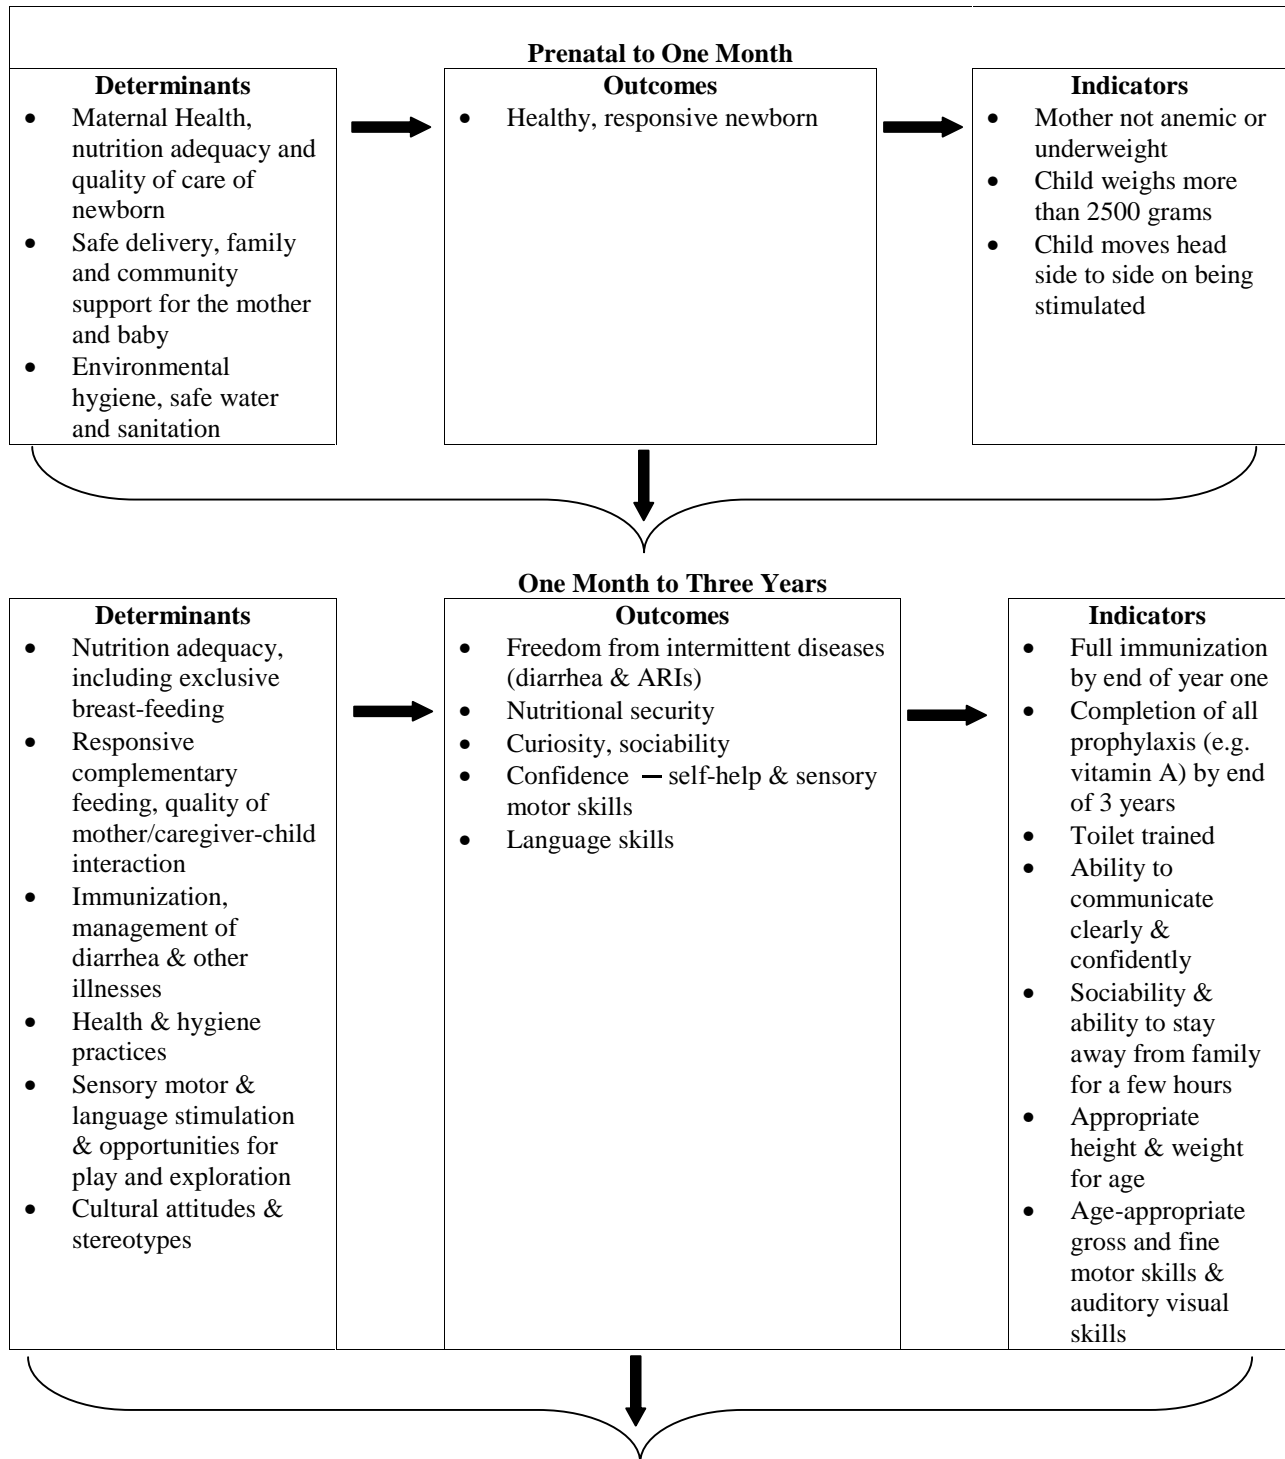 Prenatal to One Month
Determinants
• Maternal Health,
nutrition adequacy and
quality of care of
newborn
• Safe delivery, family
and community
support for the mother
and baby
• Environmental
hygiene, safe water
and sanitation
Outcomes
• Healthy, responsive newborn
Indicators
• Mother not anemic or
underweight
• Child weighs more
than 2500 grams
• Child moves head
side to side on being
stimulated
One Month to Three Years
Determinants
• Nutrition adequacy,
including exclusive
breast-feeding
• Responsive
complementary
feeding, quality of
mother/caregiver-child
interaction
• Immunization,
management of
diarrhea & other
illnesses
• Health & hygiene
practices
• Sensory motor &
language stimulation
& opportunities for
play and exploration
• Cultural attitudes &
stereotypes
Outcomes
• Freedom from intermittent diseases
(diarrhea & ARIs)
• Nutritional security
• Curiosity, sociability
• Confidence — self-help & sensory
motor skills
• Language skills
Indicators
• Full immunization
by end of year one
• Completion of all
prophylaxis (e.g.
vitamin A) by end
of 3 years
• Toilet trained
• Ability to
communicate
clearly &
confidently
• Sociability &
ability to stay
away from family
for a few hours
• Appropriate
height & weight
for age
• Age-appropriate
gross and fine
motor skills &
auditory visual
skills